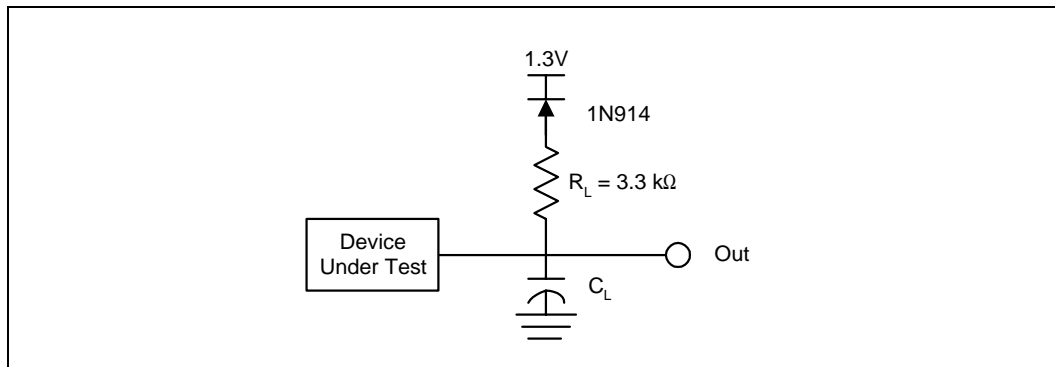 1.3V
1N914
R_L = 3.3 kΩ
Device
Under Test
Out
C_L